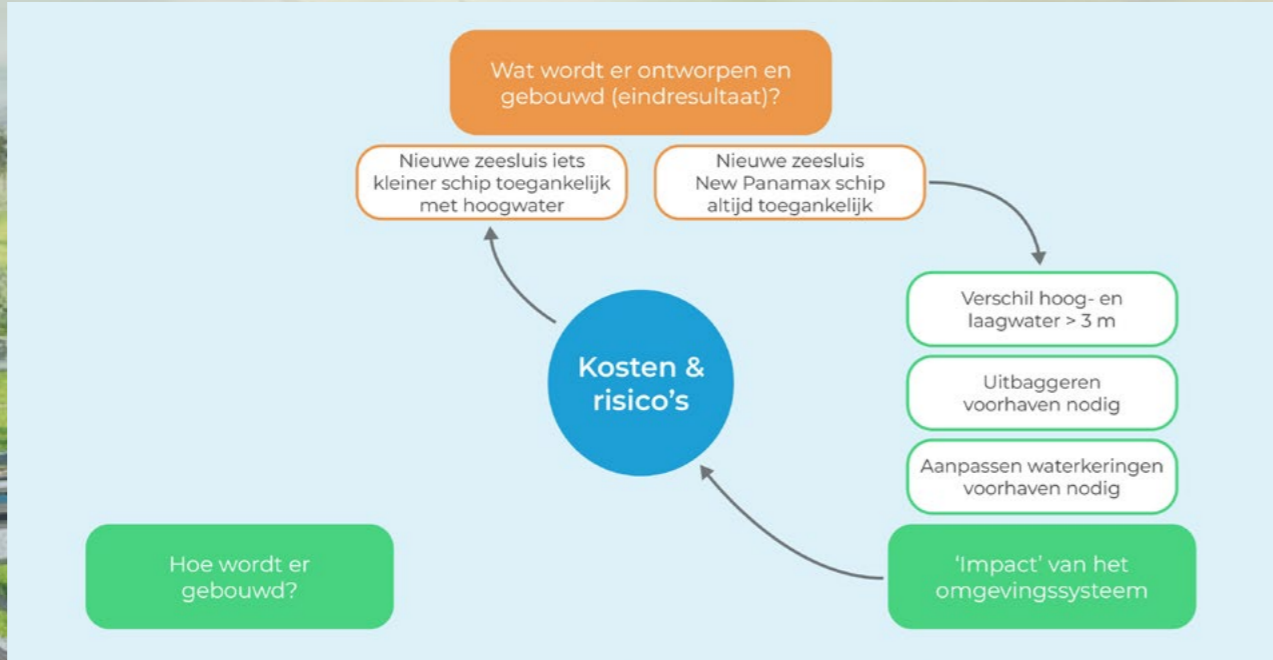 Wat wordt er ontworpen en
gebouwd (eindresultaat)?
Nieuwe zeesluis iets
kleiner schip toegankelijk
met hoogwater
Nieuwe zeesluis
New Panamax schip
altijd toegankelijk
Verschil hoog- en
laagwater > 3 m
Uitbaggeren
voorhaven nodig
Aanpassen waterkeringen
voorhaven nodig
Kosten &
risico's
Hoe wordt er
gebouwd?
‘Impact’ van het
omgevingssysteem